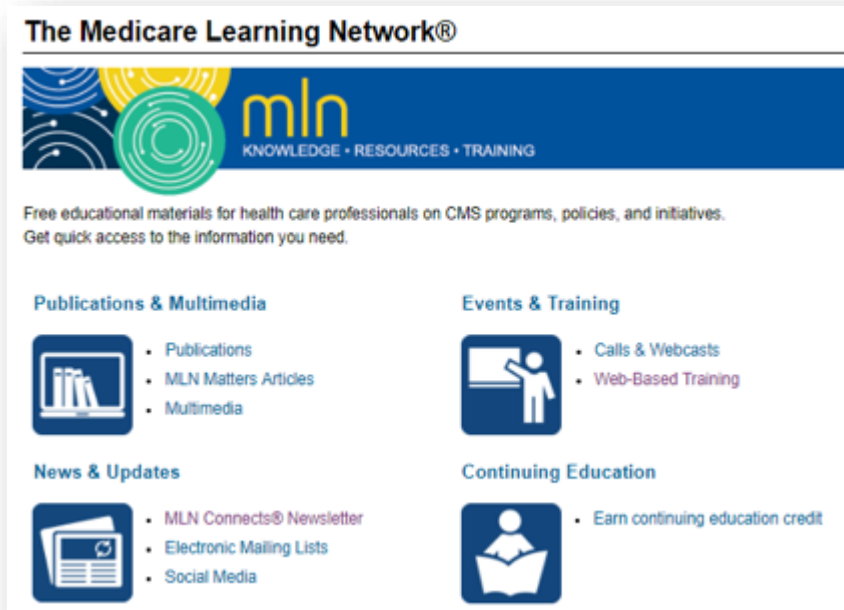 The Medicare Learning Network®
mln
KNOWLEDGE • RESOURCES • TRAINING
Free educational materials for health care professionals on CMS programs, policies, and initiatives.
Get quick access to the information you need.
Publications & Multimedia
• Publications
• MLN Matters Articles
• Multimedia
Events & Training
• Calls & Webcasts
• Web-Based Training
News & Updates
• MLN Connects® Newsletter
• Electronic Mailing Lists
• Social Media
Continuing Education
• Earn continuing education credit